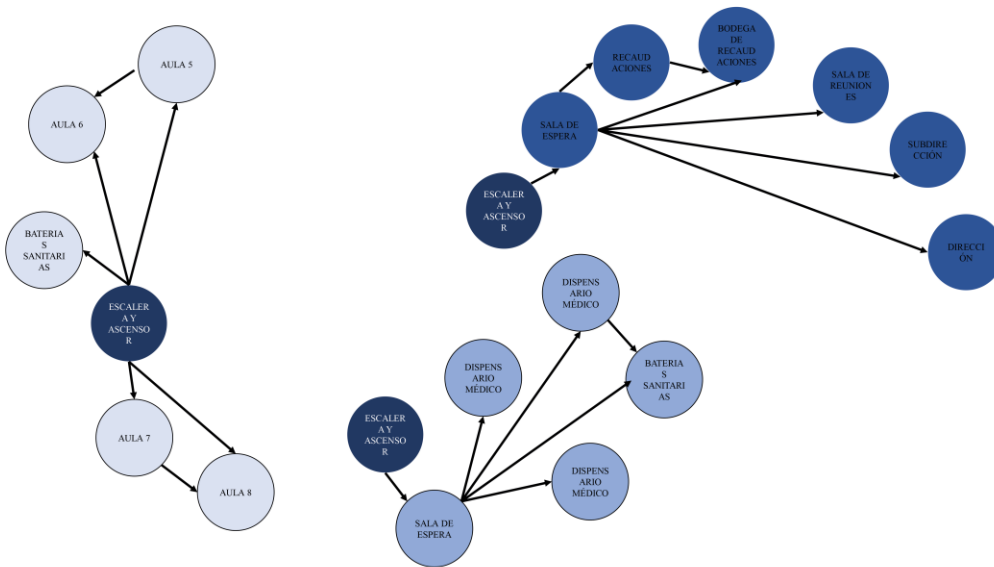 AULA 5
AULA 6
BATERIA
S
SANITAR
IAS
ESCALER
A Y
ASCENSO
R
AULA 7
AULA 8
BODEGA
DE
RECAUD
ACIONES
RECAUD
ACIONES
SALA DE
REUNION
ES
SALA DE
ESPERA
SUBDIRE
CCIÓN
ESCALER
A Y
ASCENSO
R
DIRECCI
ÓN
DISPENS
ARIO
MÉDICO
DISPENS
ARIO
MÉDICO
BATERIA
S
SANITARI
AS
ESCALER
A Y
ASCENSO
R
DISPENS
ARIO
MÉDICO
SALA DE
ESPERA